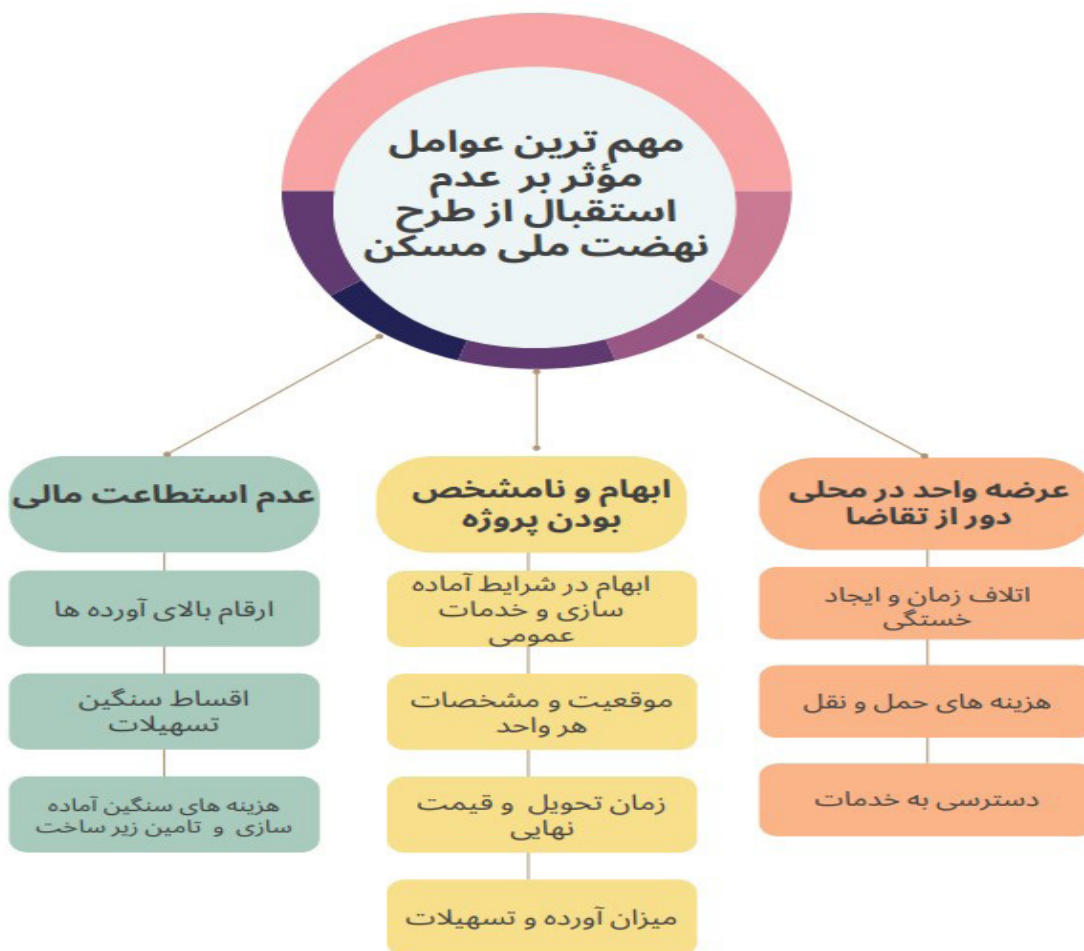 مهم ترین عوامل
مؤثر بر عدم
استقبال از طرح
نهضت ملی مسکن
عرضه واحد در محلی
دور از تقاضا
اتلاف زمان و ایجاد
خستگی
هزینه های حمل و نقل
دسترسی به خدمات
ابهام و نامشخص
بودن پروژه
ابهام در شرایط آماده
سازی و خدمات
عمومی
موقعیت و مشخصات
هر واحد
زمان تحویل و قیمت
نهایی
میزان آورده و تسهیلات
عدم استطاعت مالی
ارقام بالای آورده ها
اقساط سنگین
تسهیلات
هزینه های سنگین آماده
سازی و تامین زیر ساخت